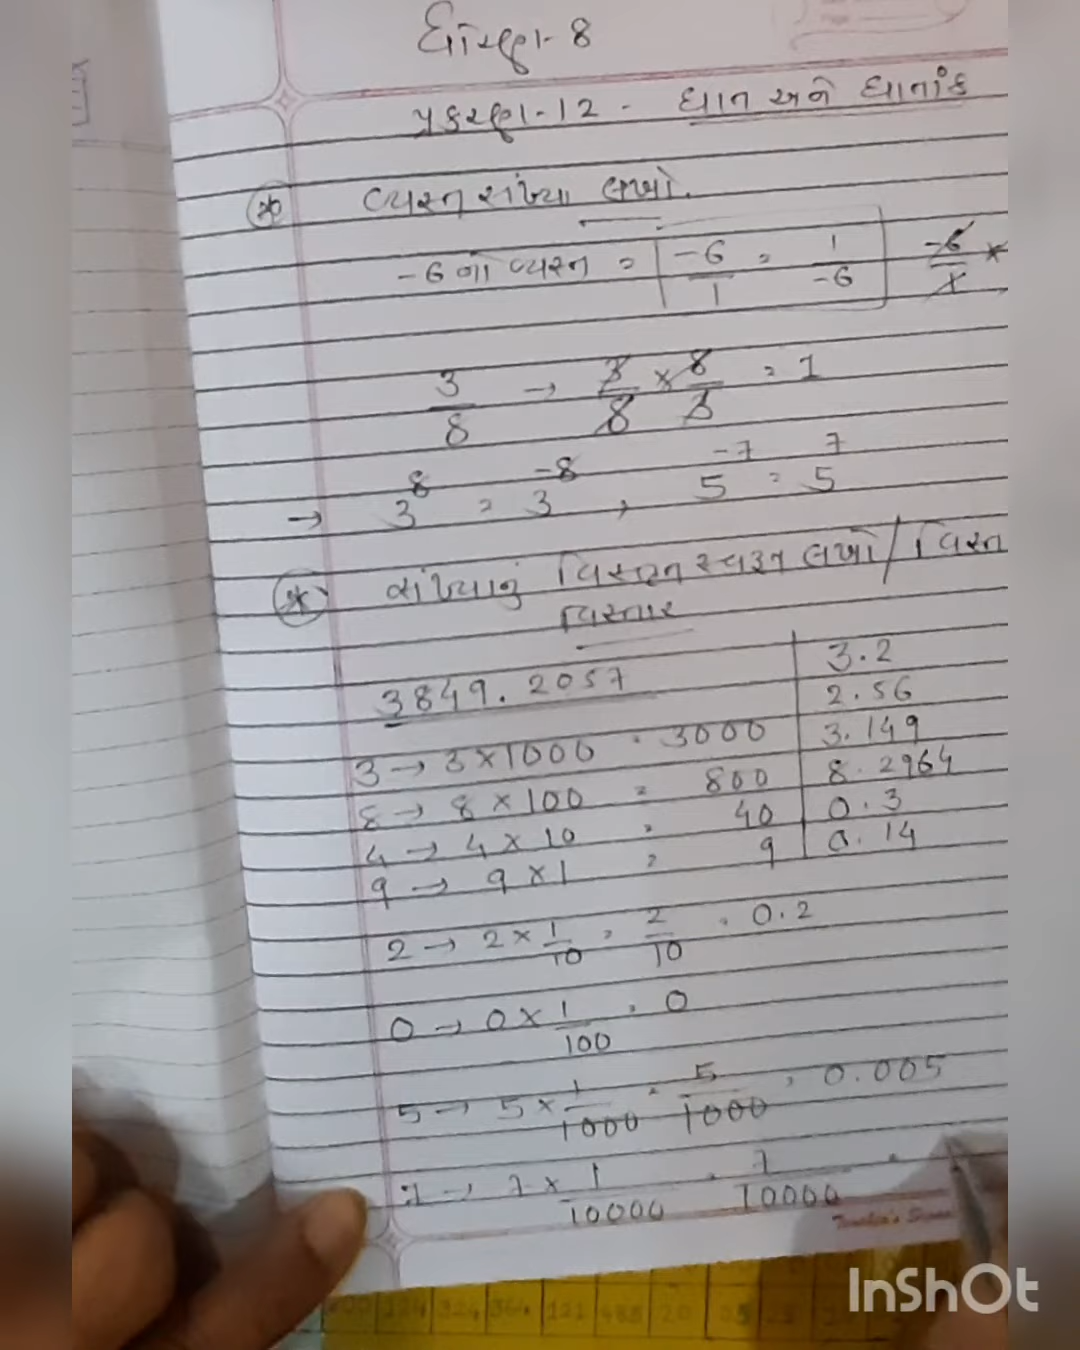 ધોરણ - 8
પ્રકરણ - 12 - ઘાત અને ઘાતાંક
* વ્યસ્ત સંખ્યા લખો.
-6 નો વ્યસ્ત = -6/1 = 1/-6 -6/1 ×
3/8 → 3/8 × 8/3 = 1
→ 3^8 = 3^-8 , 5^-7 = 5^7
* સંખ્યાનું વિસ્તૃત સ્વરૂપ લખો /
વિસ્તાર
3849.2057
3 → 3 × 1000 = 3000
8 → 8 × 100 = 800
4 → 4 × 10 = 40
9 → 9 × 1 = 9
3.2
2.56
3.149
8.2964
0.3
0.14
2 → 2 × 1/10 = 2/10 = 0.2
0 → 0 × 1/100 = 0
5 → 5 × 1/1000 = 5/1000 = 0.005
7 → 7 × 1/10000 = 7/10000 =
InShOt